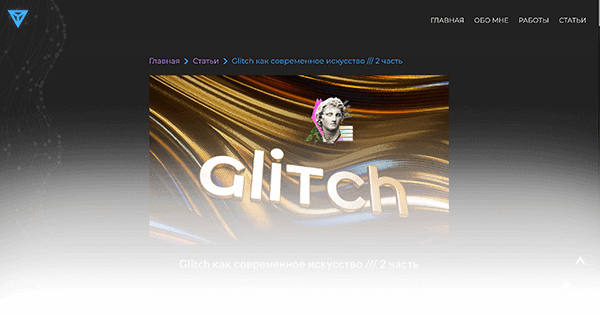 ГЛАВНАЯ ОБО МНЕ РАБОТЫ СТАТЬИ
Главная > Статьи > Glitch как современное искусство /// 2 часть
GliTch
Glitch как современное искусство /// 2 часть